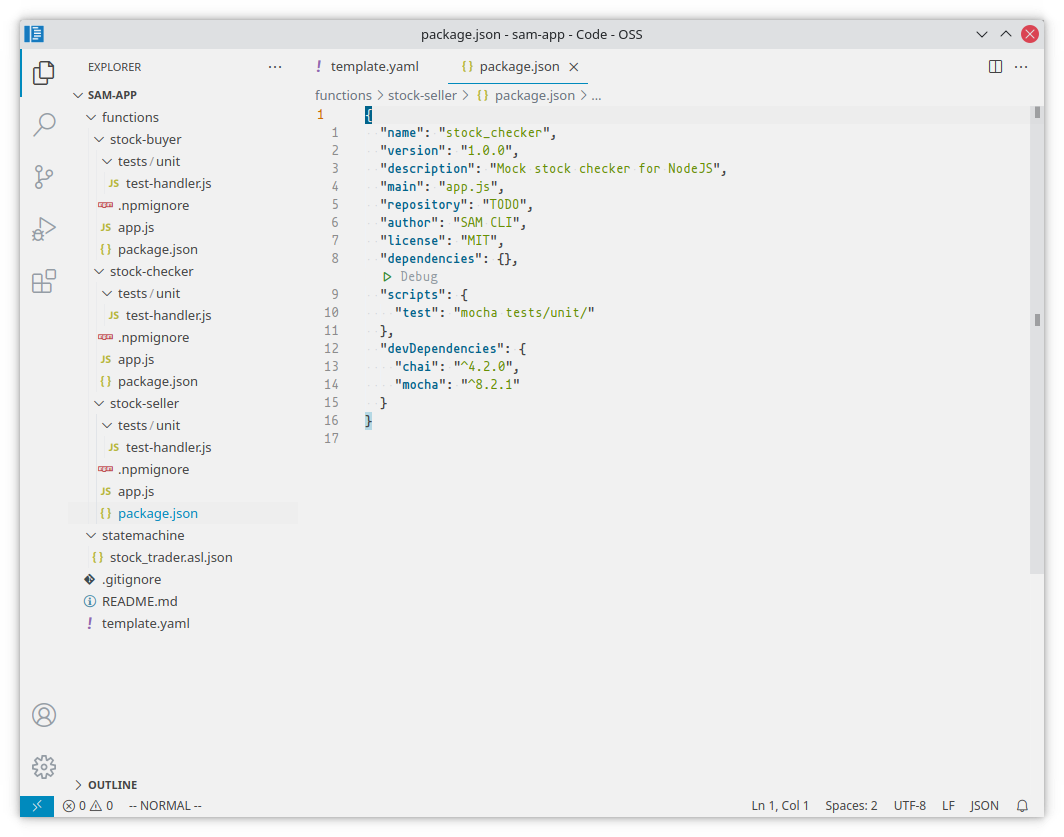 package.json - sam-app - Code - OSS
EXPLORER
SAM-APP
functions
stock-buyer
tests / unit
JS test-handler.js
npm .npmignore
JS app.js
{} package.json
stock-checker
tests / unit
JS test-handler.js
npm .npmignore
JS app.js
{} package.json
stock-seller
tests / unit
JS test-handler.js
npm .npmignore
JS app.js
{} package.json
statemachine
{} stock_trader.asl.json
.gitignore
README.md
! template.yaml
OUTLINE
! template.yaml {} package.json
functions > stock-seller > {} package.json > ...
1 {
1 "name": "stock_checker",
2 "version": "1.0.0",
3 "description": "Mock stock checker for NodeJS",
4 "main": "app.js",
5 "repository": "TODO",
6 "author": "SAM CLI",
7 "license": "MIT",
8 "dependencies": {},
Debug
9 "scripts": {
10 "test": "mocha tests/unit/"
11 },
12 "devDependencies": {
13 "chai": "^4.2.0",
14 "mocha": "^8.2.1"
15 }
16 }
17
0 0 -- NORMAL -- Ln 1, Col 1 Spaces: 2 UTF-8 LF JSON